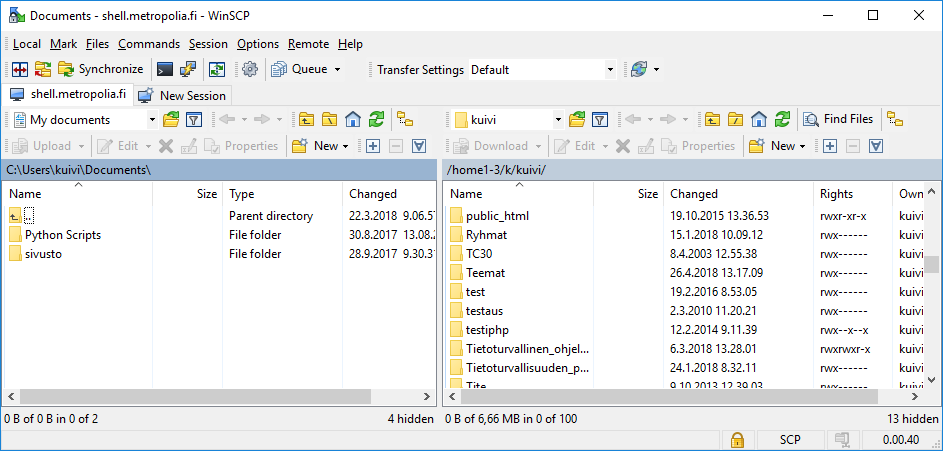 Documents - shell.metropolia.fi - WinSCP
Local Mark Files Commands Session Options Remote Help
Synchronize Queue Transfer Settings Default
shell.metropolia.fi New Session
My documents kuivi Find Files
Upload Edit Properties New Download Edit Properties New
C:\Users\kuivi\Documents\ /home1-3/k/kuivi/
Name Size Type Changed Name Size Changed Rights Own
.. Parent directory 22.3.2018 9.06.5 public_html 19.10.2015 13.36.53 rwxr-xr-x kuivi
Python Scripts File folder 30.8.2017 13.08. Ryhmat 15.1.2018 10.09.12 rwx------ kuivi
sivusto File folder 28.9.2017 9.30.3 TC30 8.4.2003 12.55.38 rwx------ kuivi
Teemat 26.4.2018 13.17.09 rwx------ kuivi
test 19.2.2016 8.53.05 rwx------ kuivi
testaus 2.3.2010 11.20.21 rwx------ kuivi
testiphp 12.2.2014 9.11.39 rwx--x--x kuivi
Tietoturvallinen_ohjel... 6.3.2018 13.28.01 rwxrwxr-x kuivi
Tietoturvallisuuden_p... 24.1.2018 8.32.11 rwx------ kuivi
Tite 9.10.2013 12.39.03 rwx------ kuivi
0 B of 0 B in 0 of 2 4 hidden 0 B of 6,66 MB in 0 of 100 13 hidden
SCP 0.00.40